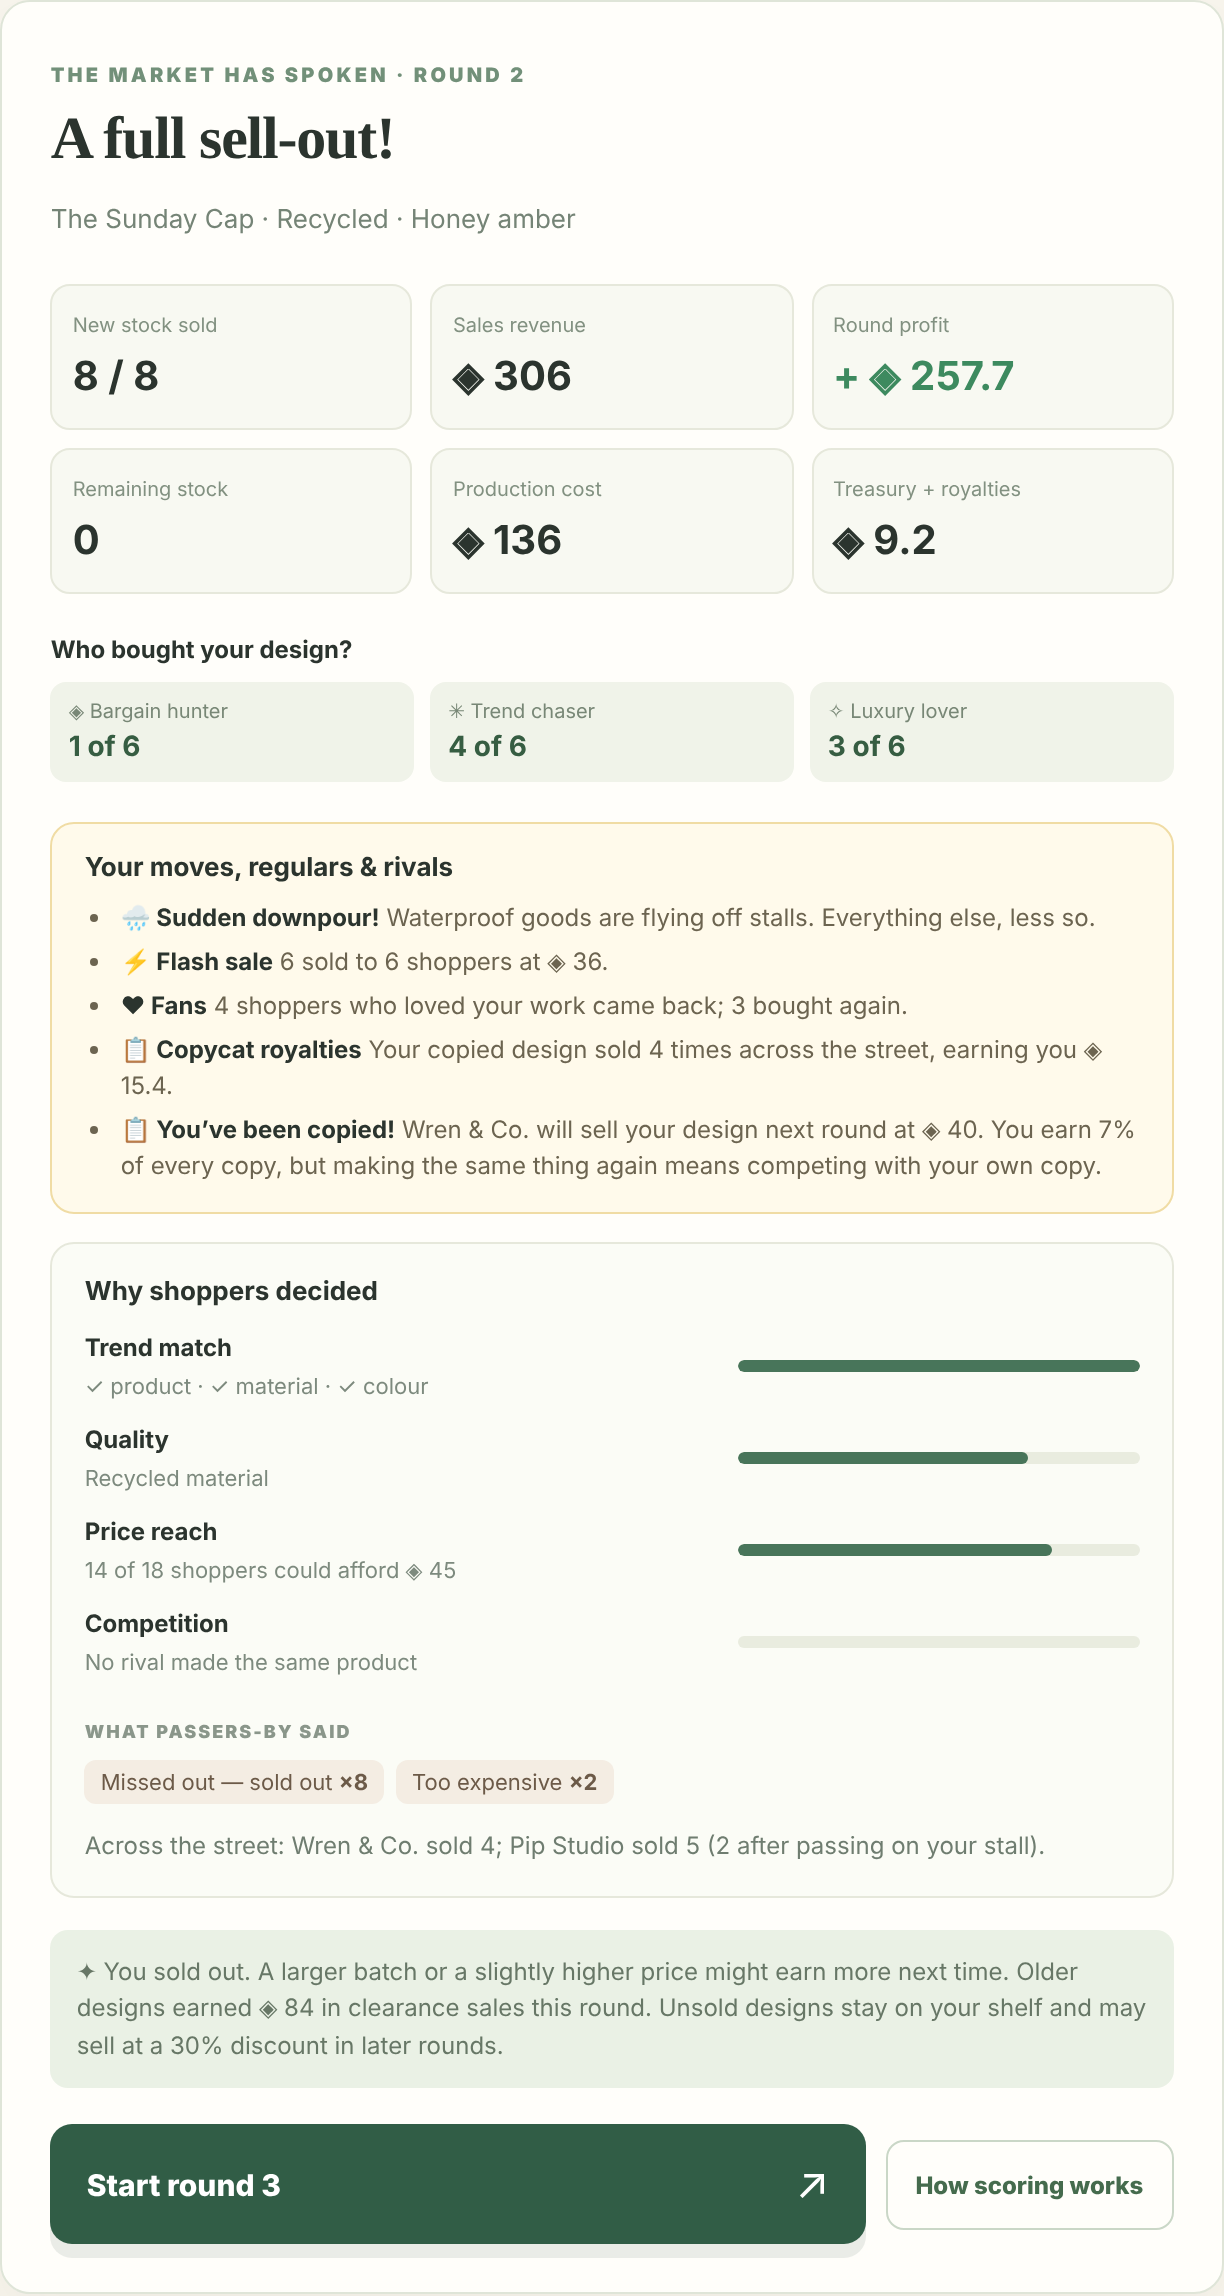 THE MARKET HAS SPOKEN · ROUND 2
A full sell-out!
The Sunday Cap · Recycled · Honey amber
New stock sold
8 / 8
Sales revenue
◈ 306
Round profit
+ ◈ 257.7
Remaining stock
0
Production cost
◈ 136
Treasury + royalties
◈ 9.2
Who bought your design?
◈ Bargain hunter
1 of 6
✳ Trend chaser
4 of 6
✧ Luxury lover
3 of 6
Your moves, regulars & rivals
• 🌧️ Sudden downpour! Waterproof goods are flying off stalls. Everything else, less so.
• ⚡ Flash sale 6 sold to 6 shoppers at ◈ 36.
• ♥ Fans 4 shoppers who loved your work came back; 3 bought again.
• 📋 Copycat royalties Your copied design sold 4 times across the street, earning you ◈
15.4.
• 📋 You’ve been copied! Wren & Co. will sell your design next round at ◈ 40. You earn 7%
of every copy, but making the same thing again means competing with your own copy.
Why shoppers decided
Trend match
✓ product · ✓ material · ✓ colour
Quality
Recycled material
Price reach
14 of 18 shoppers could afford ◈ 45
Competition
No rival made the same product
WHAT PASSERS-BY SAID
Missed out — sold out ×8
Too expensive ×2
Across the street: Wren & Co. sold 4; Pip Studio sold 5 (2 after passing on your stall).
✦ You sold out. A larger batch or a slightly higher price might earn more next time. Older
designs earned ◈ 84 in clearance sales this round. Unsold designs stay on your shelf and may
sell at a 30% discount in later rounds.
Start round 3 ↗
How scoring works